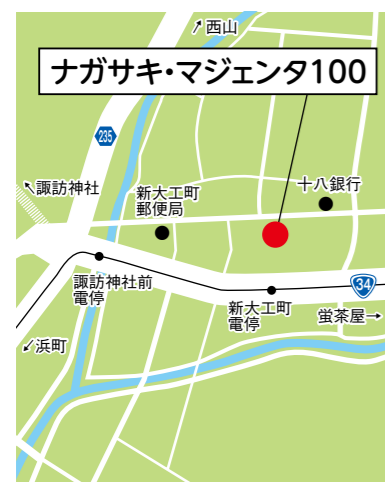 ↗西山
ナガサキ・マジェンタ100
235
↖諏訪神社
新大工町
郵便局
十八銀行
諏訪神社前
電停
新大工町
電停
34
↙浜町
蛍茶屋→